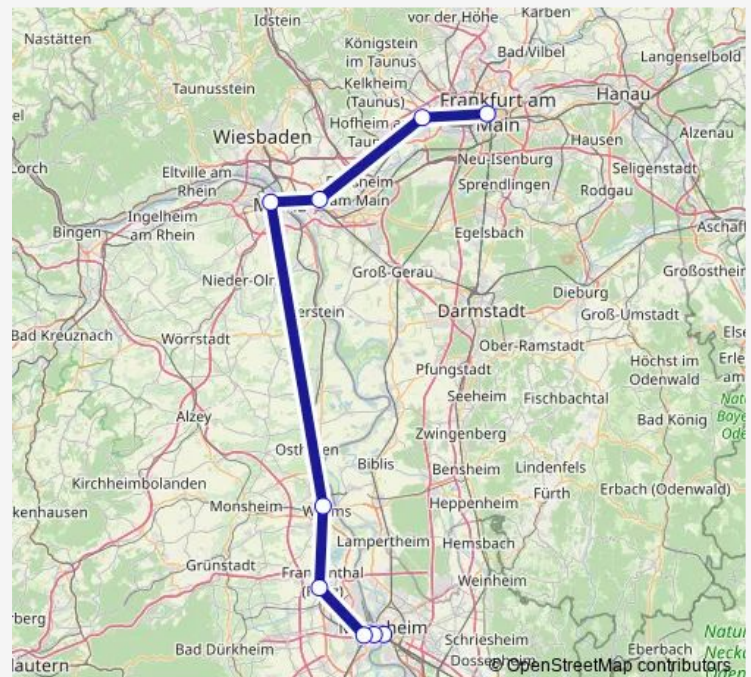 Idstein
vor der Höhe
Karben
Nastätten
Königstein
im Taunus
Bad Vilbel
Langenselbold
Taunusstein
Kelkheim
(Taunus)
Frankfurt am
Main
Hanau
Wiesbaden
Hofheim a
Alzenau
Hausen
Neu-Isenburg
Seligenstadt
Eltville am
Rhein
am Main
Sprendlingen
Rodgau
Ingelheim
am Rhein
Bingen
Egelsbach
Nieder-Olm
Groß-Gerau
Großostheim
Dieburg
Darmstadt
Groß-Umstadt
Bad Kreuznach
Wörrstadt
Ober-Ramstadt
Pfungstadt
Höchst im
Odenwald
Seeheim
Fischbachtal
Alzey
Bad König
Zwingenberg
Biblis
Bensheim
Lindenfels
Kirchheimbolanden
Fürth
Erbach (Odenwald)
Monsheim
Heppenheim
Lampertheim
Hemsbach
Grünstadt
Weinheim
Bad Dürkheim
Schriesheim
Eberbach
© OpenStreetMap contributors